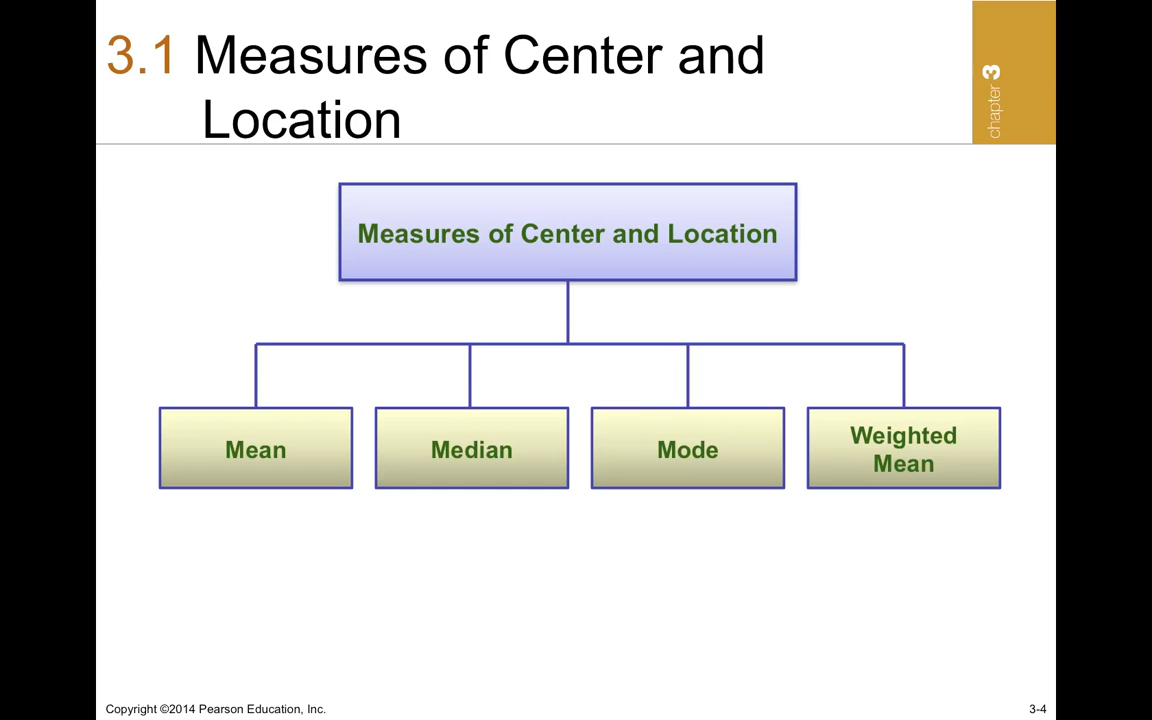 3.1 Measures of Center and
Location
chapter 3
Measures of Center and Location
Mean
Median
Mode
Weighted
Mean
Copyright ©2014 Pearson Education, Inc.
3-4